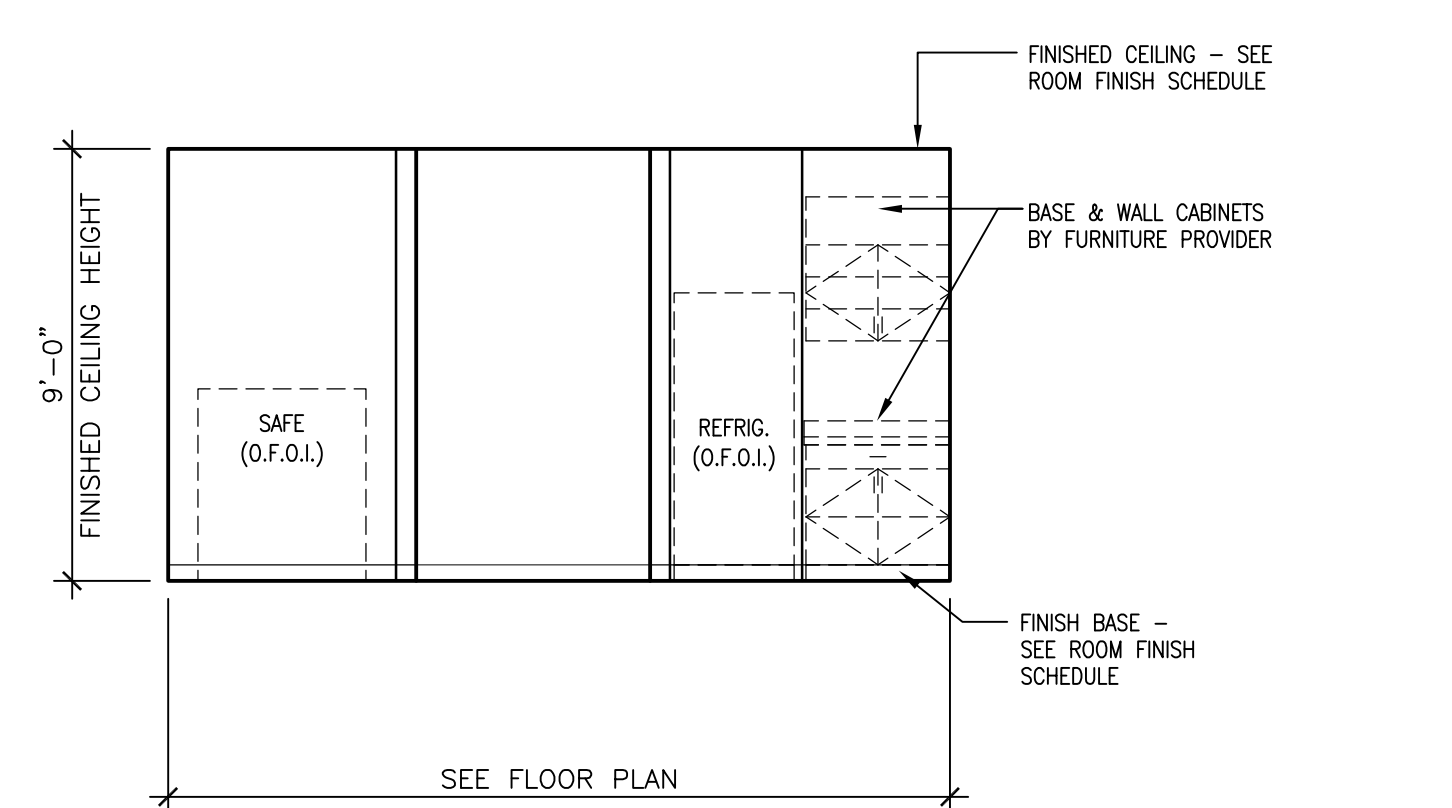 FINISHED CEILING – SEE
ROOM FINISH SCHEDULE
BASE & WALL CABINETS
BY FURNITURE PROVIDER
9'–0"
FINISHED CEILING HEIGHT
SAFE
(O.F.O.I.)
REFRIG.
(O.F.O.I.)
FINISH BASE –
SEE ROOM FINISH
SCHEDULE
SEE FLOOR PLAN